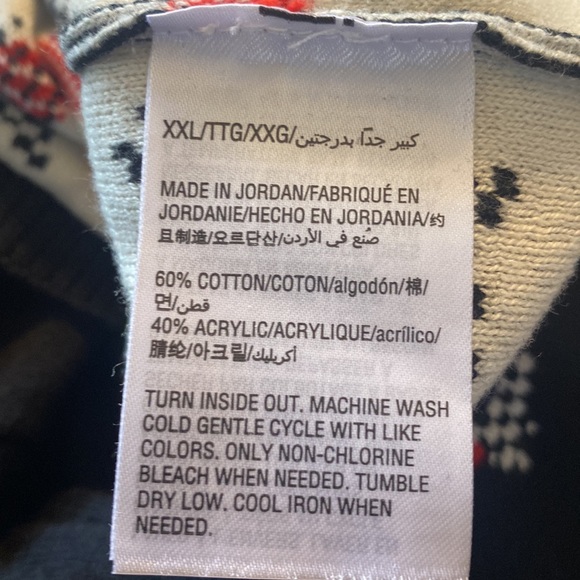 XXL/TTG/XXG/كبير جدًا بدرجتين
MADE IN JORDAN/FABRIQUÉ EN
JORDANIE/HECHO EN JORDANIA/约
旦制造/요르단산/صُنع في الأردن
60% COTTON/COTON/algodón/棉/
면/قطن
40% ACRYLIC/ACRYLIQUE/acrílico/
腈纶/아크릴/أكريليك
TURN INSIDE OUT. MACHINE WASH
COLD GENTLE CYCLE WITH LIKE
COLORS. ONLY NON-CHLORINE
BLEACH WHEN NEEDED. TUMBLE
DRY LOW. COOL IRON WHEN
NEEDED.